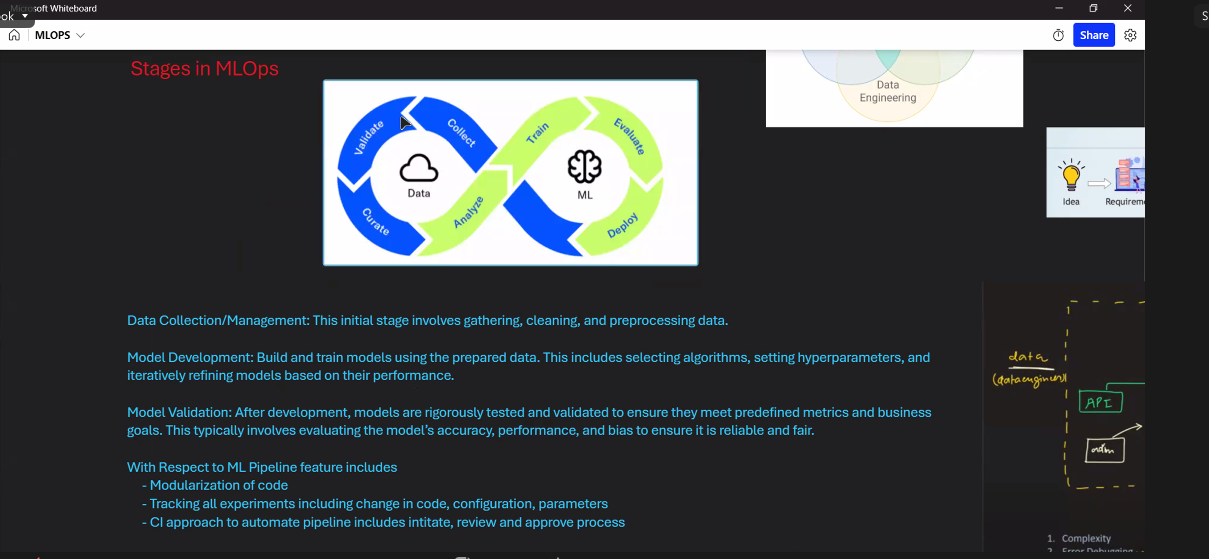 Microsoft Whiteboard
ok
S
MLOPS
Share
Stages in MLOps
Validate
Collect
Train
Evaluate
Data
ML
Curate
Analyze
Deploy
Data
Engineering
Idea
Data Collection/Management: This initial stage involves gathering, cleaning, and preprocessing data.
Model Development: Build and train models using the prepared data. This includes selecting algorithms, setting hyperparameters, and
iteratively refining models based on their performance.
Model Validation: After development, models are rigorously tested and validated to ensure they meet predefined metrics and business
goals. This typically involves evaluating the model's accuracy, performance, and bias to ensure it is reliable and fair.
With Respect to ML Pipeline feature includes
- Modularization of code
- Tracking all experiments including change in code, configuration, parameters
- CI approach to automate pipeline includes intitate, review and approve process
data
(dataengineer)
API
1. Complexity
2. Error Debugging